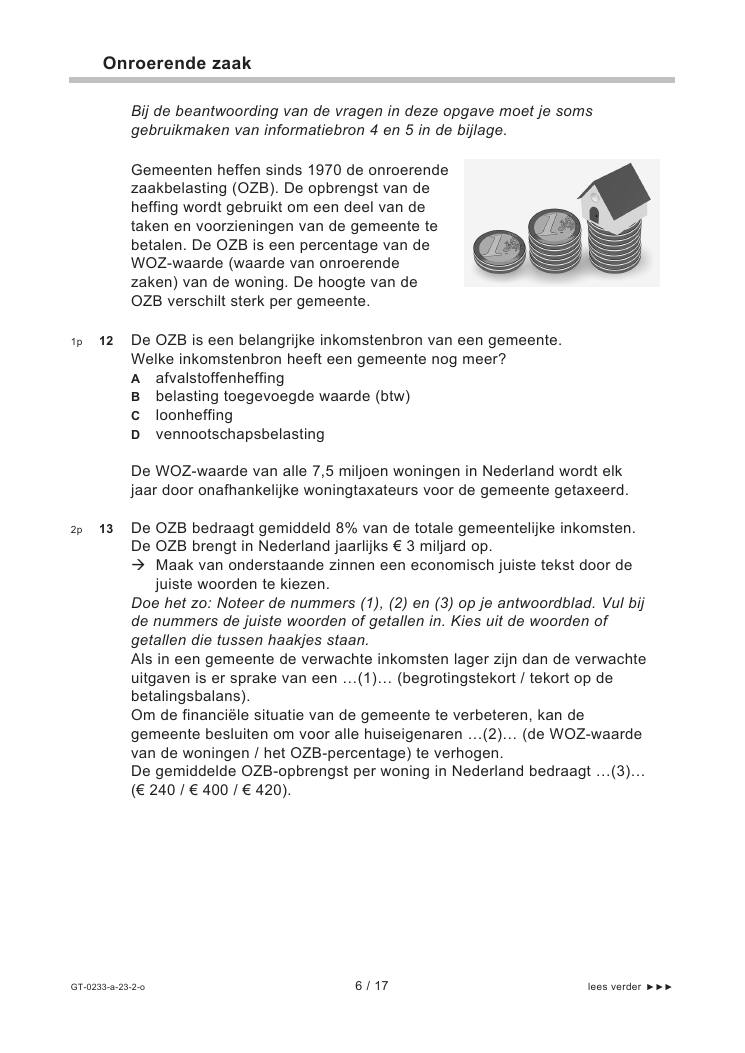 Onroerende zaak
Bij de beantwoording van de vragen in deze opgave moet je soms
gebruikmaken van informatiebron 4 en 5 in de bijlage.
Gemeenten heffen sinds 1970 de onroerende
zaakbelasting (OZB). De opbrengst van de
heffing wordt gebruikt om een deel van de
taken en voorzieningen van de gemeente te
betalen. De OZB is een percentage van de
WOZ-waarde (waarde van onroerende
zaken) van de woning. De hoogte van de
OZB verschilt sterk per gemeente.
1p 12 De OZB is een belangrijke inkomstenbron van een gemeente.
Welke inkomstenbron heeft een gemeente nog meer?
A afvalstoffenheffing
B belasting toegevoegde waarde (btw)
C loonheffing
D vennootschapsbelasting
De WOZ-waarde van alle 7,5 miljoen woningen in Nederland wordt elk
jaar door onafhankelijke woningtaxateurs voor de gemeente getaxeerd.
2p 13 De OZB bedraagt gemiddeld 8% van de totale gemeentelijke inkomsten.
De OZB brengt in Nederland jaarlijks € 3 miljard op.
→ Maak van onderstaande zinnen een economisch juiste tekst door de
juiste woorden te kiezen.
Doe het zo: Noteer de nummers (1), (2) en (3) op je antwoordblad. Vul bij
de nummers de juiste woorden of getallen in. Kies uit de woorden of
getallen die tussen haakjes staan.
Als in een gemeente de verwachte inkomsten lager zijn dan de verwachte
uitgaven is er sprake van een …(1)… (begrotingstekort / tekort op de
betalingsbalans).
Om de financiële situatie van de gemeente te verbeteren, kan de
gemeente besluiten om voor alle huiseigenaren …(2)… (de WOZ-waarde
van de woningen / het OZB-percentage) te verhogen.
De gemiddelde OZB-opbrengst per woning in Nederland bedraagt …(3)…
(€ 240 / € 400 / € 420).
GT-0233-a-23-2-o 6 / 17 lees verder ►►►